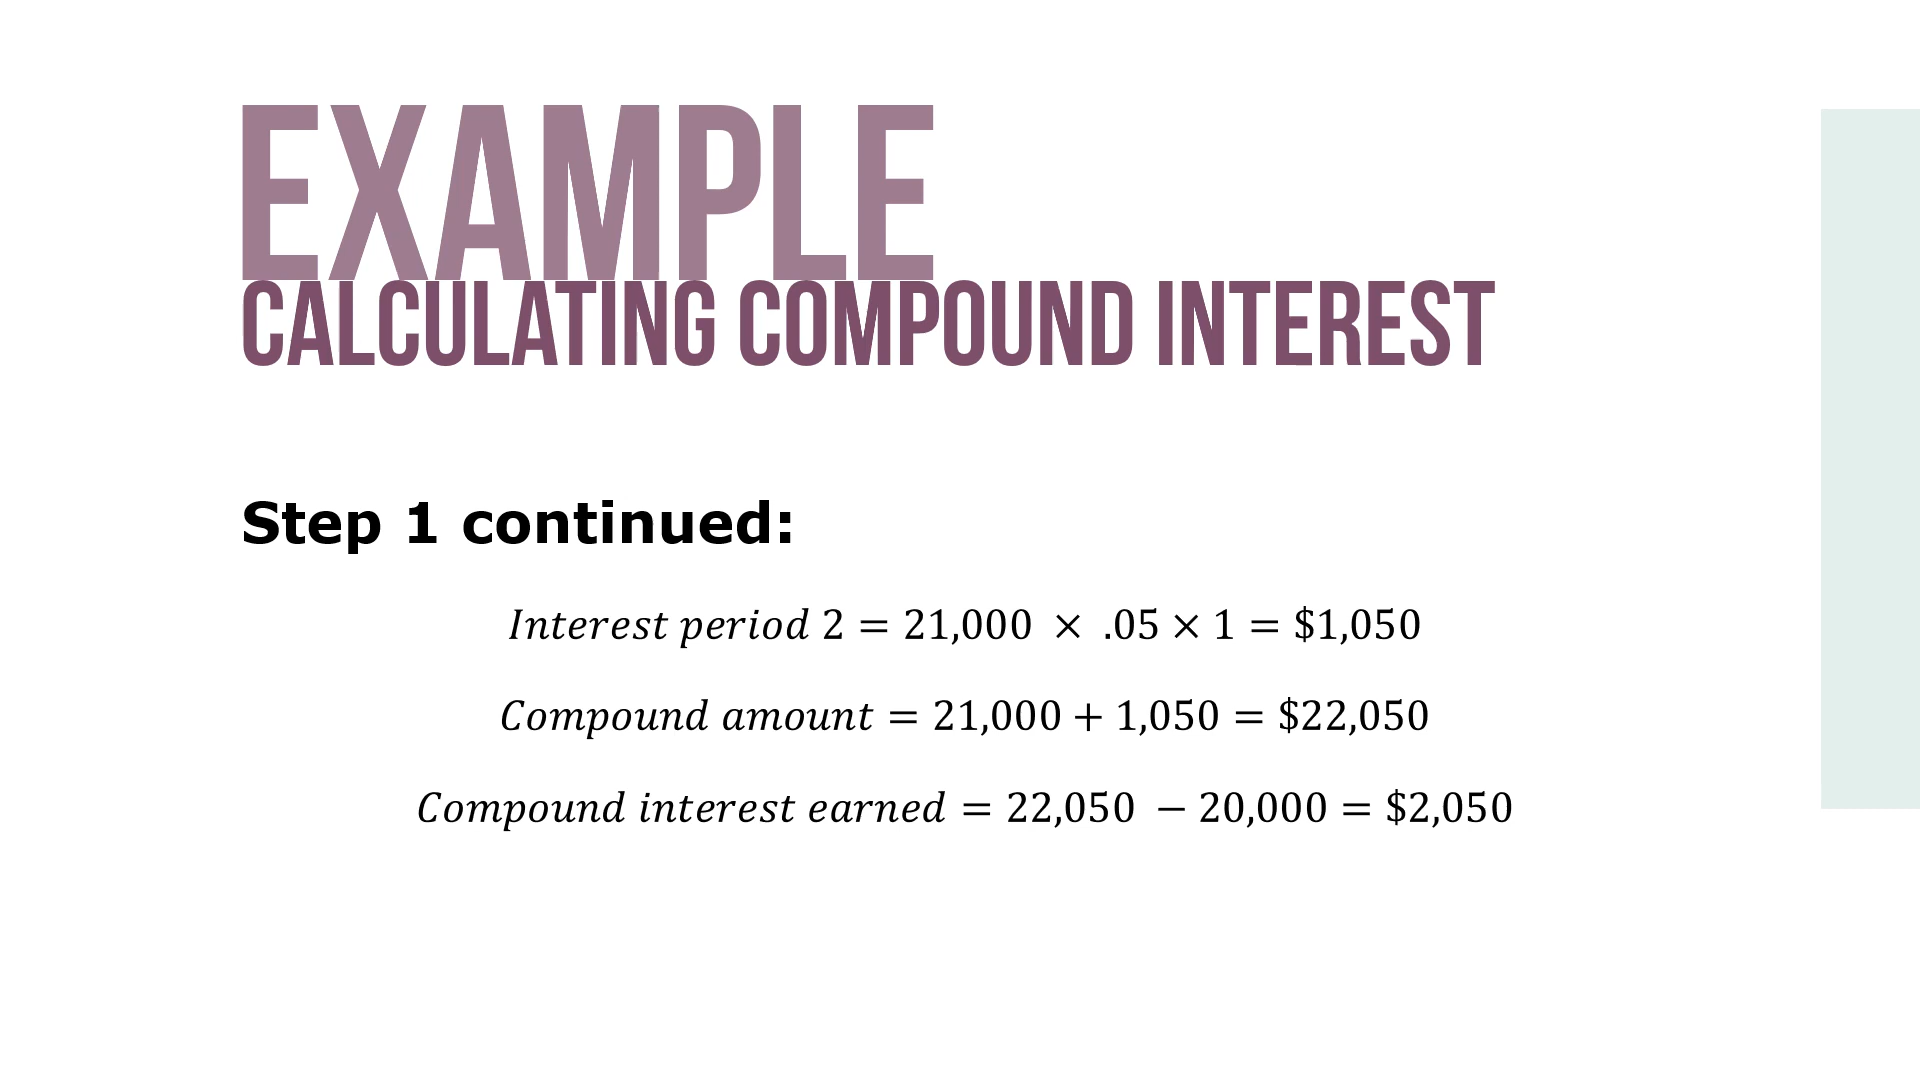 EXAMPLE
CALCULATING COMPOUND INTEREST
Step 1 continued:
Interest period 2 = 21,000 × .05 × 1 = $1,050
Compound amount = 21,000 + 1,050 = $22,050
Compound interest earned = 22,050 − 20,000 = $2,050